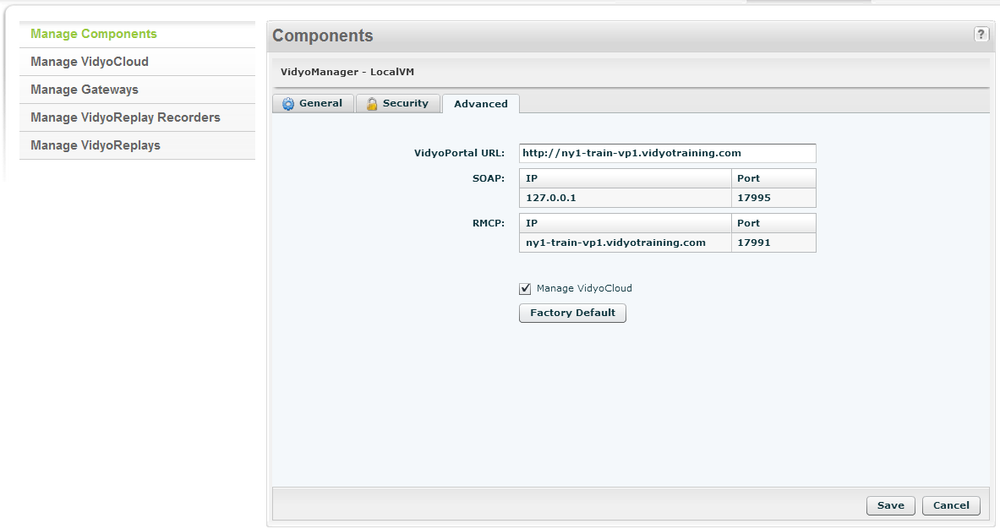 Manage Components
Manage VidyoCloud
Manage Gateways
Manage VidyoReplay Recorders
Manage VidyoReplays
Components
?
VidyoManager - LocalVM
General Security Advanced
VidyoPortal URL: http://ny1-train-vp1.vidyotraining.com
SOAP: IP Port
127.0.0.1 17995
RMCP: IP Port
ny1-train-vp1.vidyotraining.com 17991
Manage VidyoCloud
Factory Default
Save Cancel